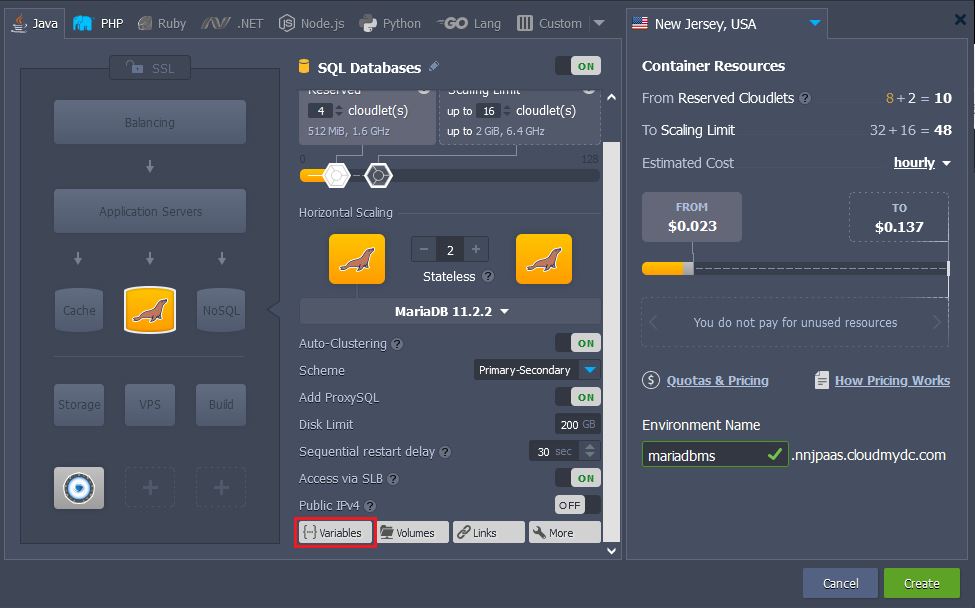 Java
PHP
Ruby
.NET
Node.js
Python
GO Lang
Custom
New Jersey, USA
SSL
Balancing
Application Servers
Cache
NoSQL
Storage
VPS
Build
SQL Databases
ON
Reserved
Scaling Limit
4 cloudlet(s)
up to 16 cloudlet(s)
512 MiB, 1.6 GHz
up to 2 GiB, 6.4 GHz
0
128
Horizontal Scaling
2
Stateless
MariaDB 11.2.2
Auto-Clustering
ON
Scheme
Primary-Secondary
Add ProxySQL
ON
Disk Limit
200 GB
Sequential restart delay
30 sec
Access via SLB
ON
Public IPv4
OFF
Variables
Volumes
Links
More
Container Resources
From Reserved Cloudlets
8 + 2 = 10
To Scaling Limit
32 + 16 = 48
Estimated Cost
hourly
FROM
$0.023
TO
$0.137
You do not pay for unused resources
Quotas & Pricing
How Pricing Works
Environment Name
mariadbms
.nnjpaas.cloudmydc.com
Cancel
Create